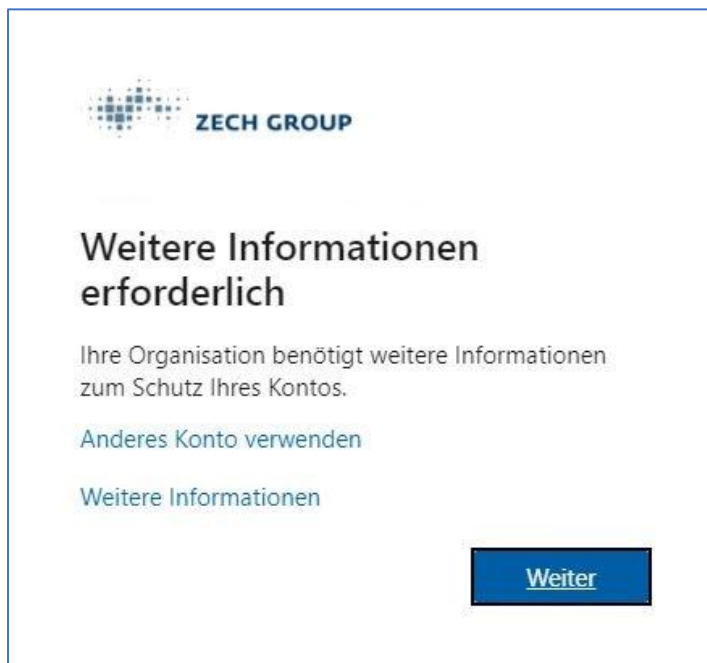 ZECH GROUP
Weitere Informationen
erforderlich
Ihre Organisation benötigt weitere Informationen
zum Schutz Ihres Kontos.
Anderes Konto verwenden
Weitere Informationen
Weiter